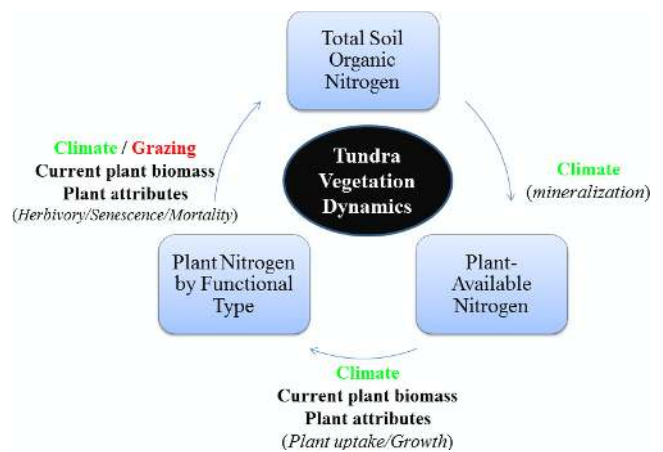 Total Soil
Organic
Nitrogen
Climate / Grazing
Current plant biomass
Plant attributes
(Herbivory/Senescence/Mortality)
Tundra
Vegetation
Dynamics
Climate
(mineralization)
Plant Nitrogen
by Functional
Type
Plant-
Available
Nitrogen
Climate
Current plant biomass
Plant attributes
(Plant uptake/Growth)